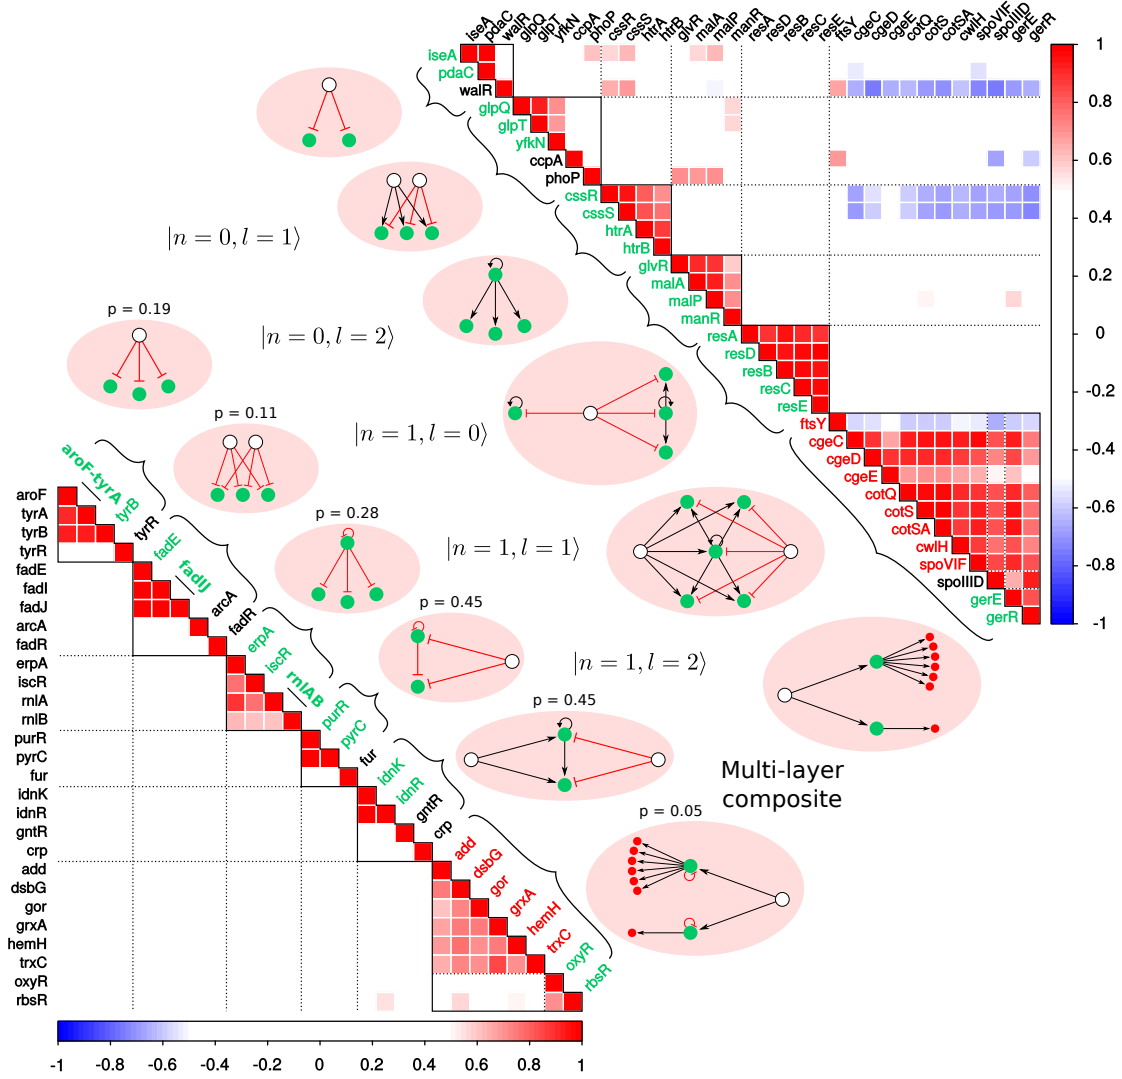 iseA
pdaC
walR
glpQ
glpT
yfkN
ccpA
phoP
cssR
cssS
htrA
htrB
glvR
malA
malP
manR
resA
resD
resB
resC
resE
ftsY
cgeC
cgeD
cgeE
cotQ
cotS
cotSA
cwlH
spoVIF
spoIIID
gerE
gerR
iseA
pdaC
walR
glpQ
glpT
yfkN
ccpA
phoP
cssR
cssS
htrA
htrB
glvR
malA
malP
manR
resA
resD
resB
resC
resE
ftsY
cgeC
cgeD
cgeE
cotQ
cotS
cotSA
cwlH
spoVIF
spoIIID
gerE
gerR
1
0.8
0.6
0.4
0.2
0
-0.2
-0.4
-0.6
-0.8
-1
|n = 0, l = 1⟩
|n = 0, l = 2⟩
|n = 1, l = 0⟩
|n = 1, l = 1⟩
|n = 1, l = 2⟩
Multi-layer
composite
p = 0.19
p = 0.11
p = 0.28
p = 0.45
p = 0.45
p = 0.05
aroF-tyrA
tyrB
tyrR
fadE
fadIJ
arcA
fadR
erpA
iscR
rnlAB
purR
pyrC
fur
idnK
idnR
gntR
crp
add
dsbG
gor
grxA
hemH
trxC
oxyR
rbsR
aroF
tyrA
tyrB
tyrR
fadE
fadI
fadJ
arcA
fadR
erpA
iscR
rnlA
rnlB
purR
pyrC
fur
idnK
idnR
gntR
crp
add
dsbG
gor
grxA
hemH
trxC
oxyR
rbsR
-1 -0.8 -0.6 -0.4 -0.2 0 0.2 0.4 0.6 0.8 1